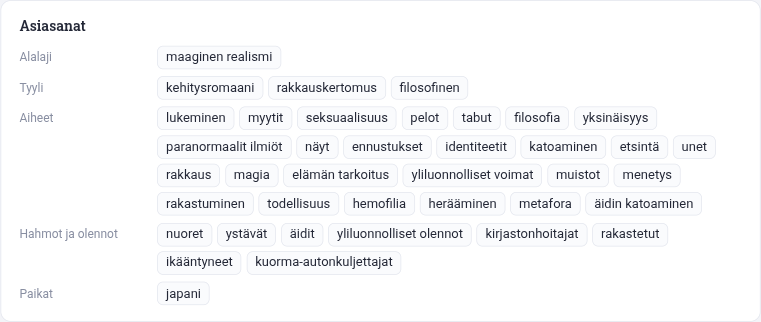 Asiasanat
Alalaji maaginen realismi
Tyyli kehitysromaani rakkauskertomus filosofinen
Aiheet lukeminen myytit seksuaalisuus pelot tabut filosofia yksinäisyys
paranormaalit ilmiöt näyt ennustukset identiteetit katoaminen etsintä unet
rakkaus magia elämän tarkoitus yliluonnolliset voimat muistot menetys
rakastuminen todellisuus hemofilia herääminen metafora äidin katoaminen
Hahmot ja olennot nuoret ystävät äidit yliluonnolliset olennot kirjastonhoitajat rakastetut
ikääntyneet kuorma-autonkuljettajat
Paikat japani